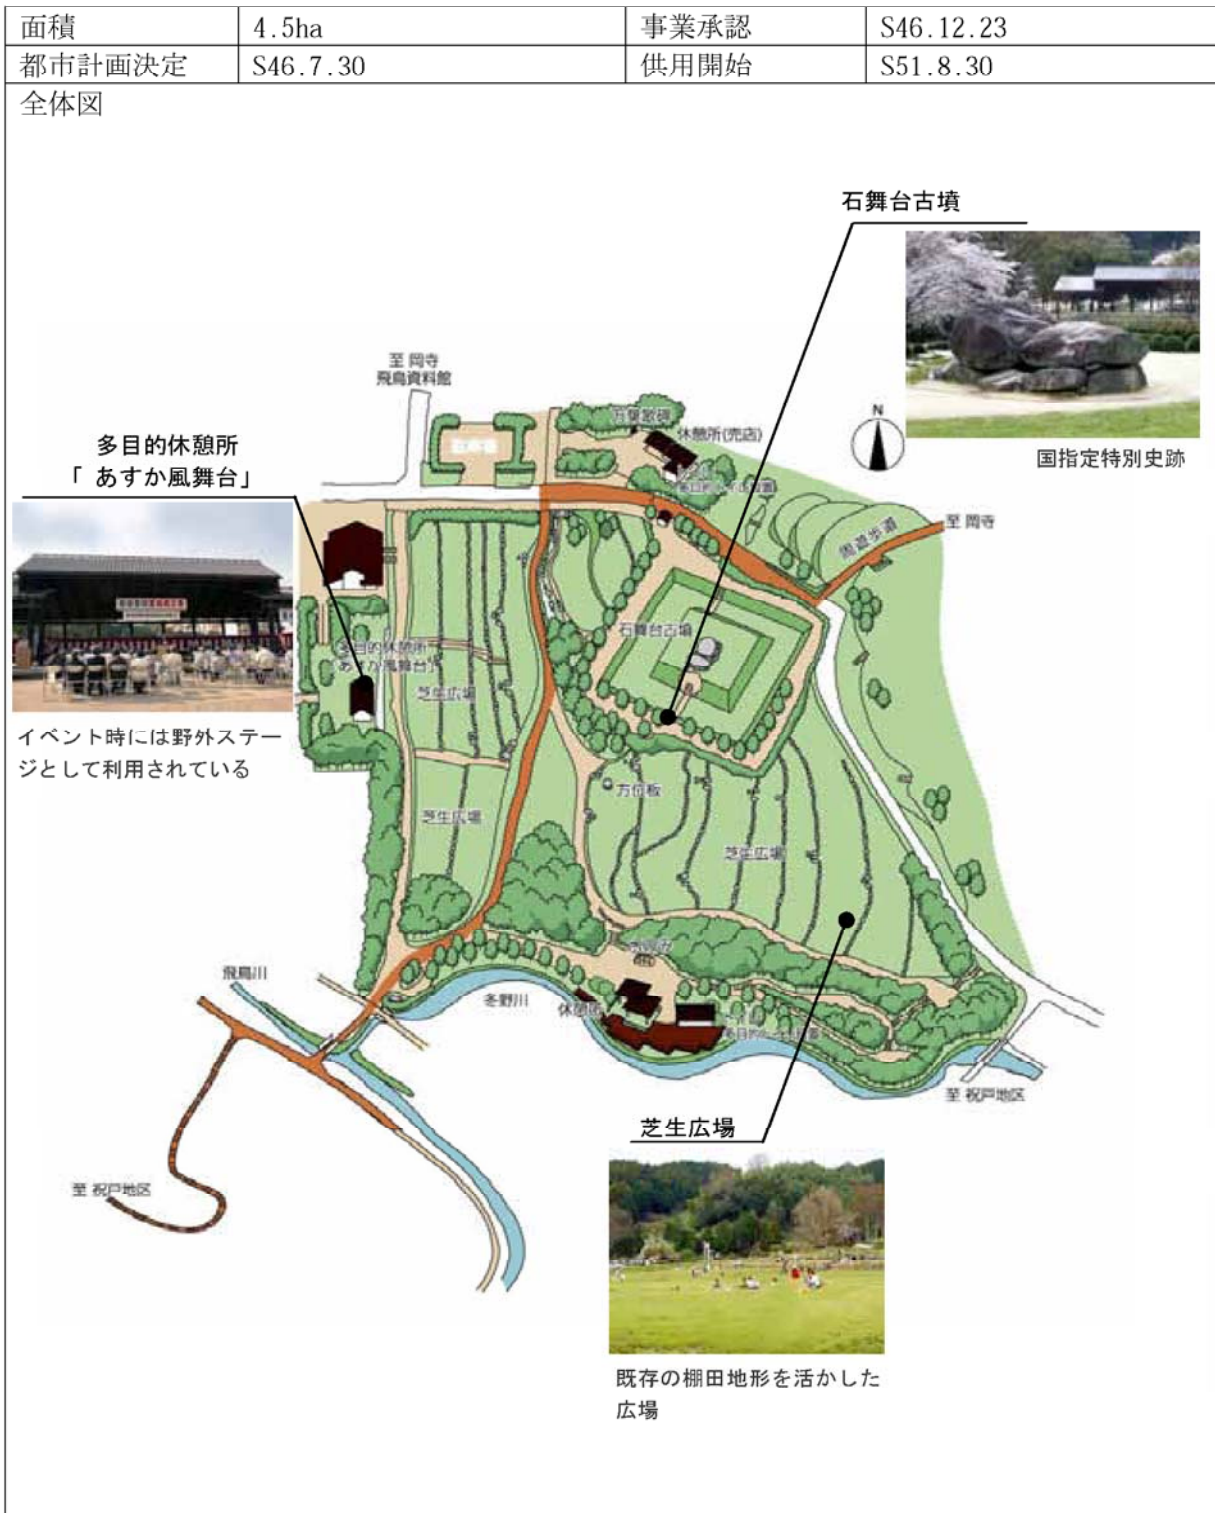 面積 4.5ha 事業承認 S46.12.23
都市計画決定 S46.7.30 供用開始 S51.8.30
全体図
石舞台古墳
国指定特別史跡
至 岡寺
飛鳥資料館
万葉歌碑
休憩所(売店)
N
多目的休憩所
「あすか風舞台」
イベント時には野外ステー
ジとして利用されている
周遊歩道
至 岡寺
石舞台古墳
多目的休憩所
「あすか風舞台」
芝生広場
方位板
芝生広場
芝生広場
飛鳥川
冬野川
休憩所
至 祝戸地区
至 祝戸地区
芝生広場
既存の棚田地形を活かした
広場